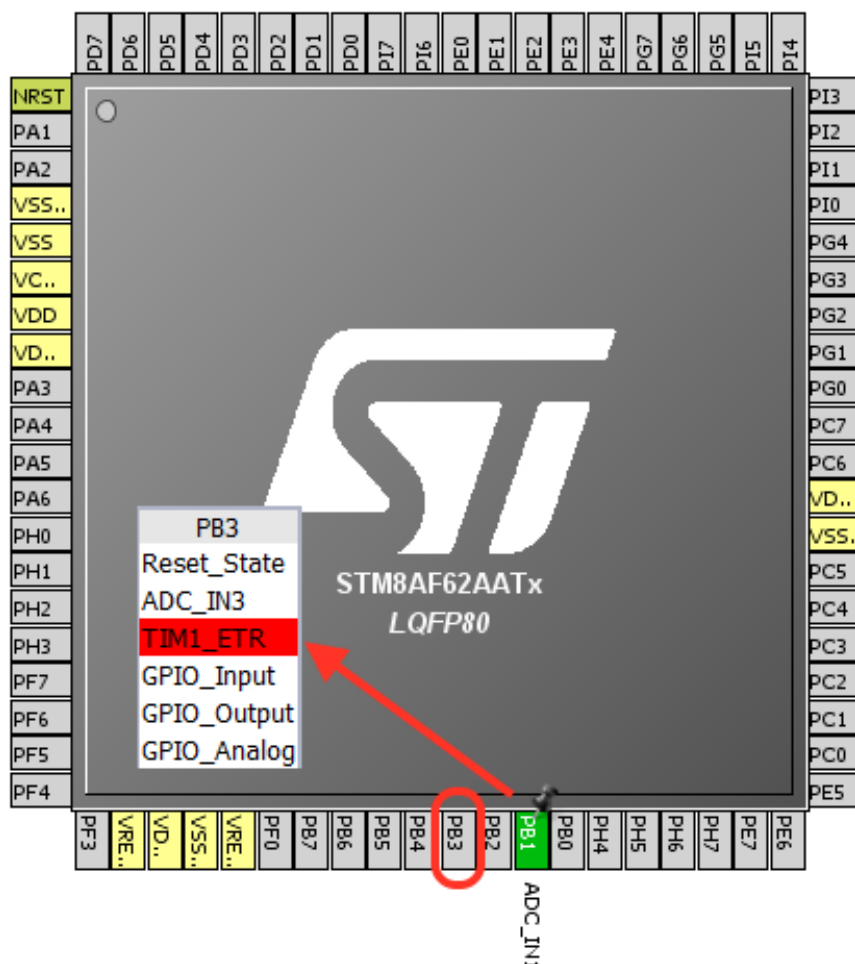 PD7
PD6
PD5
PD4
PD3
PD2
PD1
PD0
PI7
PI6
PE0
PE1
PE2
PE3
PE4
PG7
PG6
PG5
PI5
PI4
NRST
PA1
PA2
VSS..
VSS
VC..
VDD
VD..
PA3
PA4
PA5
PA6
PH0
PH1
PH2
PH3
PF7
PF6
PF5
PF4
PB3
Reset_State
ADC_IN3
TIM1_ETR
GPIO_Input
GPIO_Output
GPIO_Analog
ST
STM8AF62AATx
LQFP80
PI3
PI2
PI1
PI0
PG4
PG3
PG2
PG1
PG0
PC7
PC6
VD..
VSS.
PC5
PC4
PC3
PC2
PC1
PC0
PE5
PF3
VRE..
VD..
VSS..
VRE..
PF0
PB7
PB6
PB5
PB4
PB3
PB2
PB1
PB0
PH4
PH5
PH6
PH7
PE7
PE6